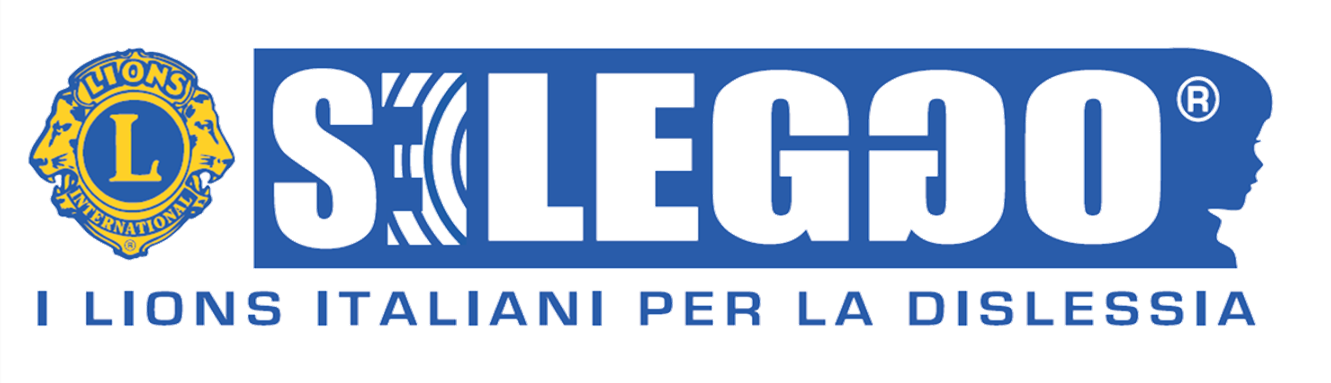 LIONS
L
INTERNATIONAL
®
SELEGGO®
I LIONS ITALIANI PER LA DISLESSIA